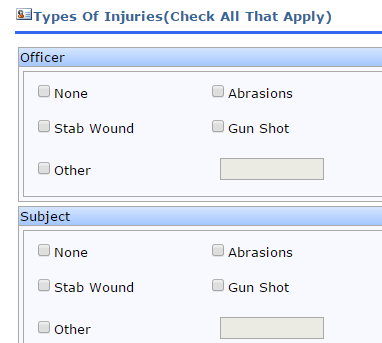 Types Of Injuries(Check All That Apply)
Officer
None Abrasions
Stab Wound Gun Shot
Other
Subject
None Abrasions
Stab Wound Gun Shot
Other